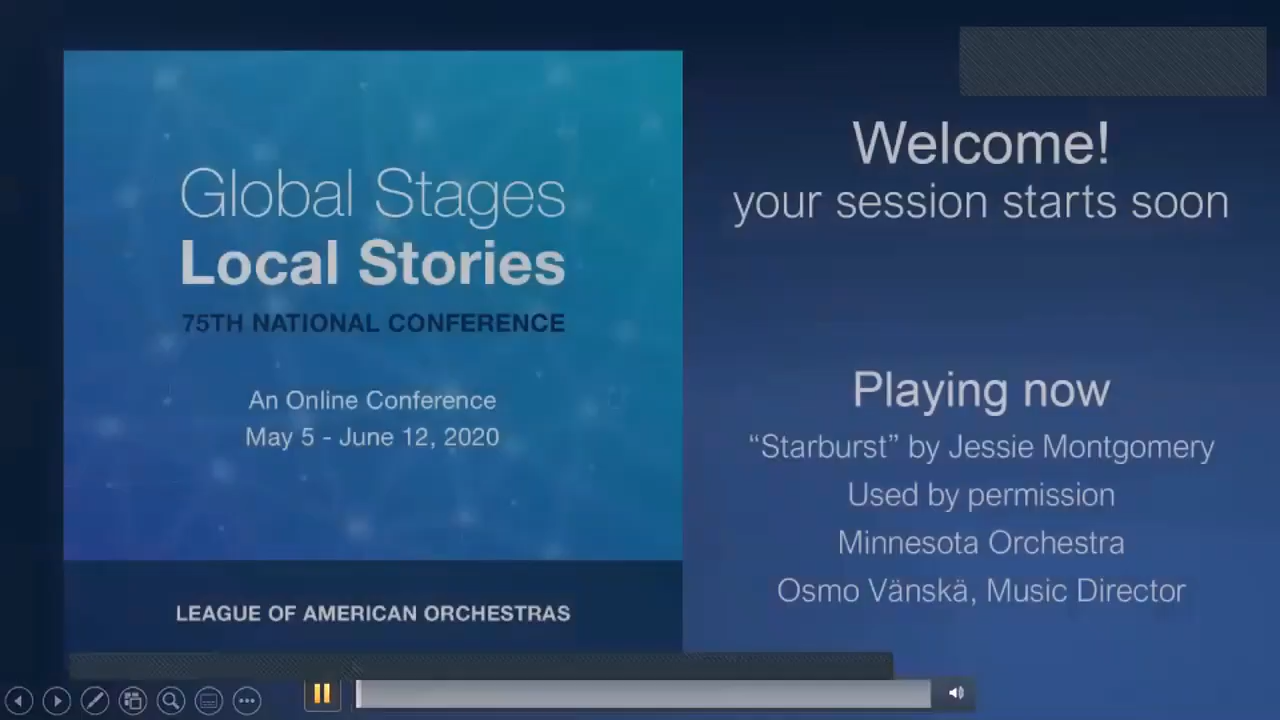 Global Stages
Local Stories
75TH NATIONAL CONFERENCE
An Online Conference
May 5 - June 12, 2020
LEAGUE OF AMERICAN ORCHESTRAS
Welcome!
your session starts soon
Playing now
“Starburst” by Jessie Montgomery
Used by permission
Minnesota Orchestra
Osmo Vänskä, Music Director